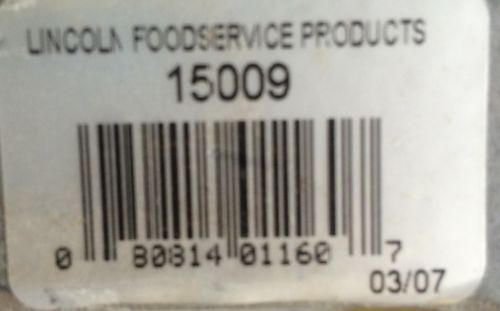 LINCOLN FOODSERVICE PRODUCTS
15009
0 80814 01160 7
03/07